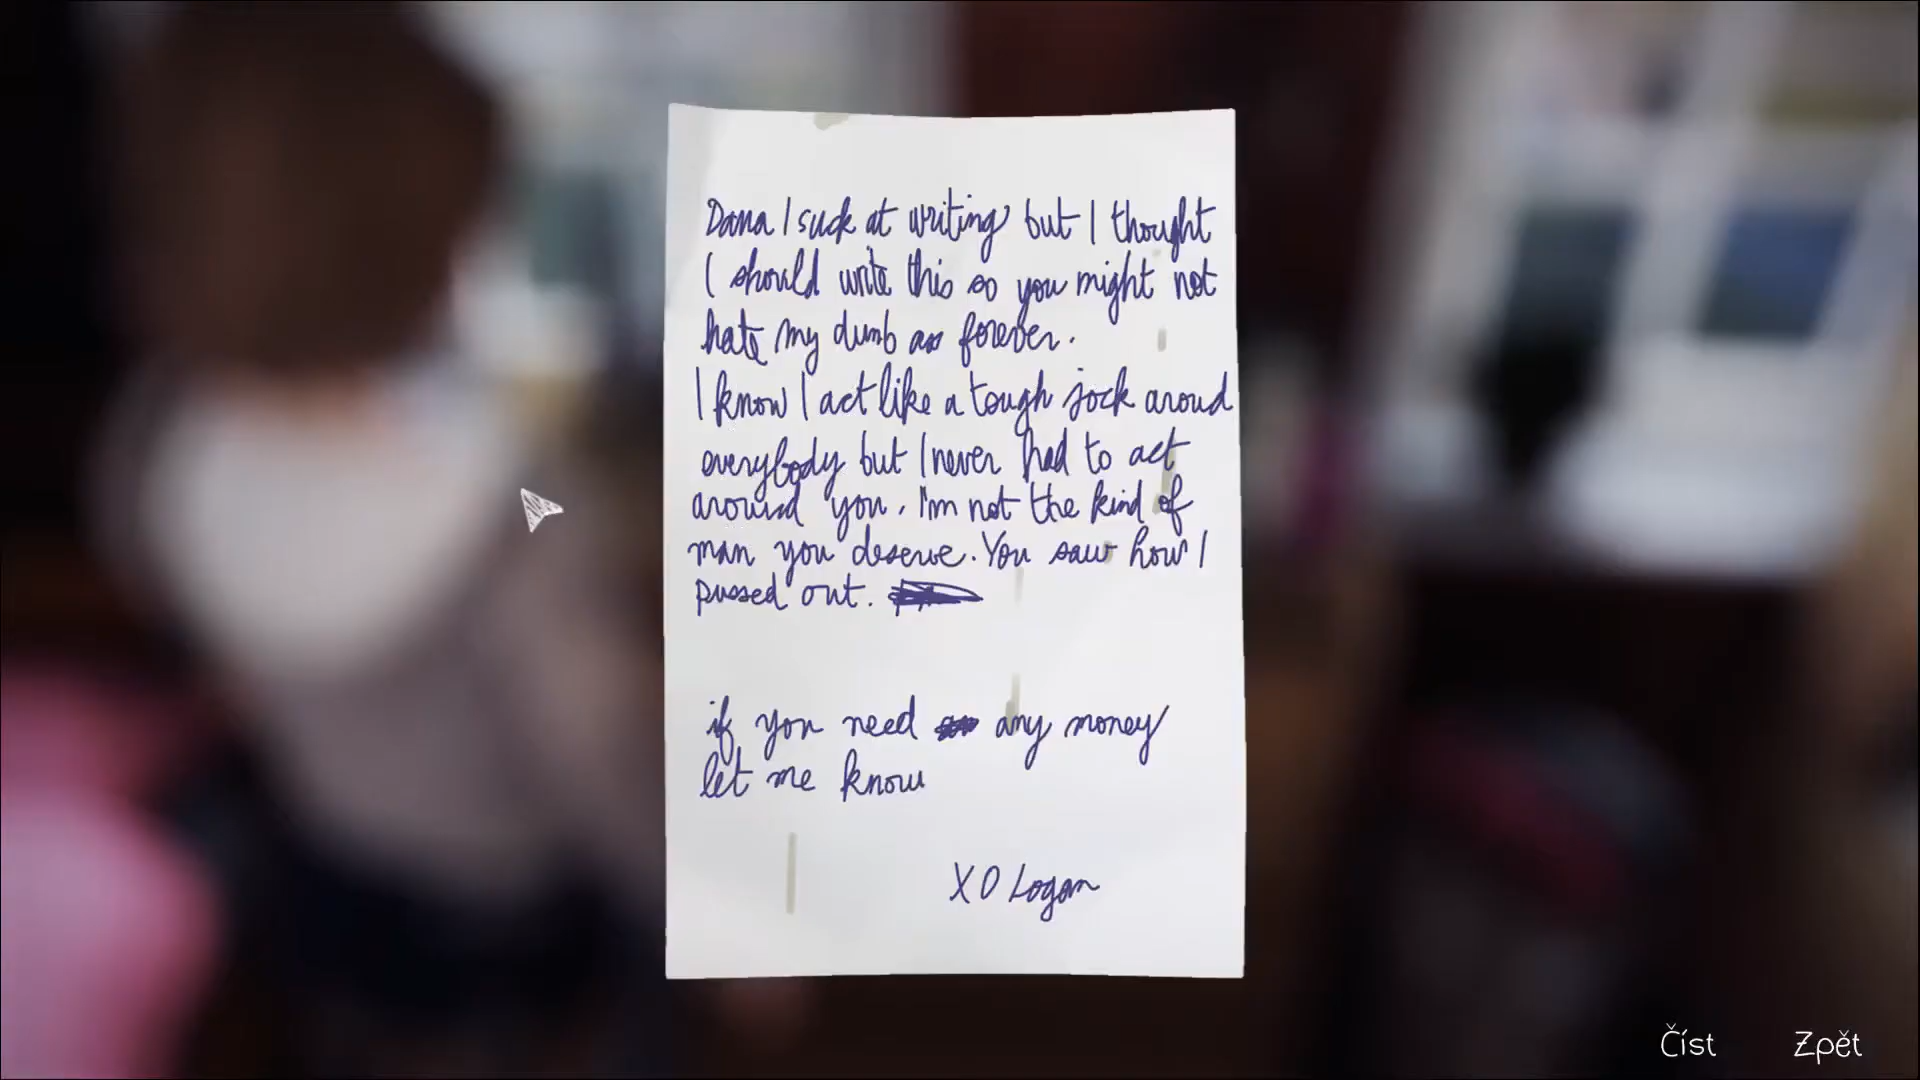 Dana I suck at writing but I thought
I should write this so you might not
hate my dumb ass forever.
I know I act like a tough jock aroud
everybody but I never had to act
around you. I'm not the kind of
man you deserve. You saw how I
pussed out.
if you need any money
let me know
XO Logan
Číst
Zpět